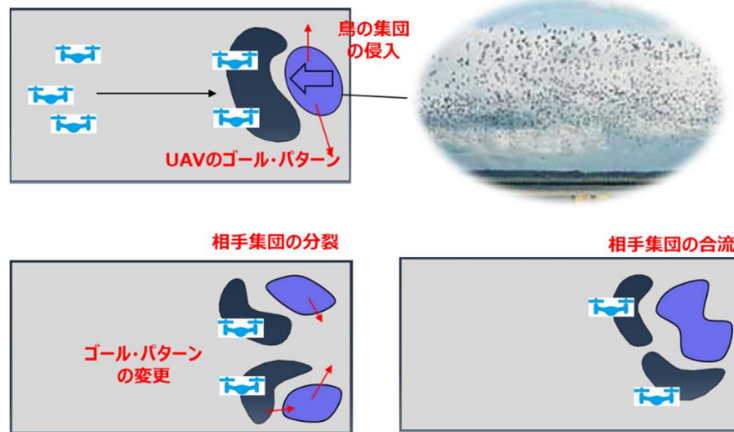 鳥の集団
の侵入
UAVのゴール・パターン
相手集団の分裂
相手集団の合流
ゴール・パターン
の変更